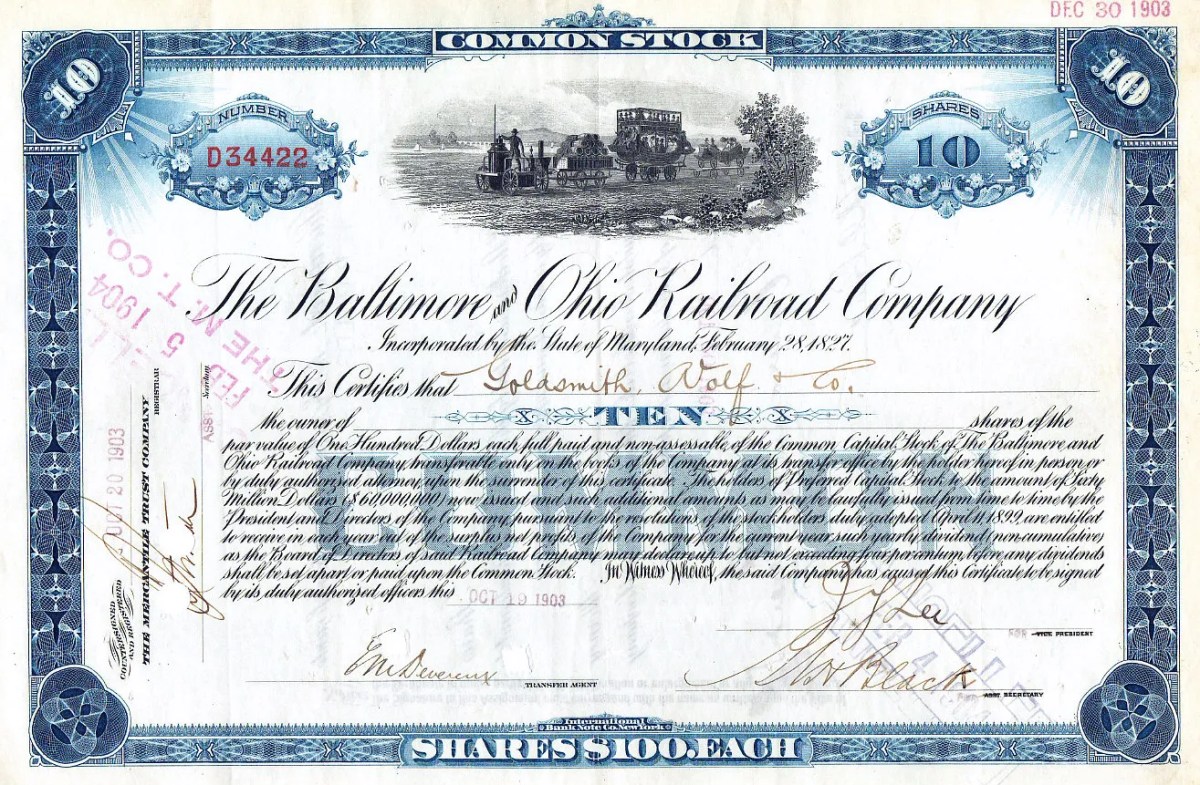 DEC 30 1903
COMMON STOCK
10
10
NUMBER
D34422
SHARES
10
The Baltimore and Ohio Railroad Company
Incorporated by the State of Maryland, February 28, 1827.
This Certifies that Goldsmith, Wolf & Co.
the owner of X TEN X shares of the
par value of One Hundred Dollars each, full paid and non-assessable, of the Common Capital Stock of The Baltimore and
Ohio Railroad Company, transferable only on the books of the Company at its transfer office by the holder hereof in person, or
by duly authorized attorney, upon the surrender of this certificate. The holders of Preferred Capital Stock to the amount of Sixty
Million Dollars ($60,000,000) now issued and such additional amounts as may be lawfully issued from time to time by the
President and Directors of the Company, pursuant to the resolutions of the stockholders, duly adopted April 11, 1899, are entitled
to receive in each year out of the surplus net profits of the Company for the current year such yearly dividend (non-cumulative)
as the Board of Directors of said Railroad Company may declare up to but not exceeding four per centum, before any dividends
shall be set apart or paid upon the Common Stock. In Witness Whereof, the said Company has caused this Certificate to be signed
by its duly authorized officers this OCT 19 1903
COMMON
FOR VICE PRESIDENT
TRANSFER AGENT
Black
ASST. SECRETARY
COUNTERSIGNED
AND REGISTERED
OCT 20 1903
THE MERCANTILE TRUST COMPANY
REGISTRAR
Secretary
FEB 5 1904
THE M. T. CO.
International
Bank Note Co. New York
SHARES $100. EACH